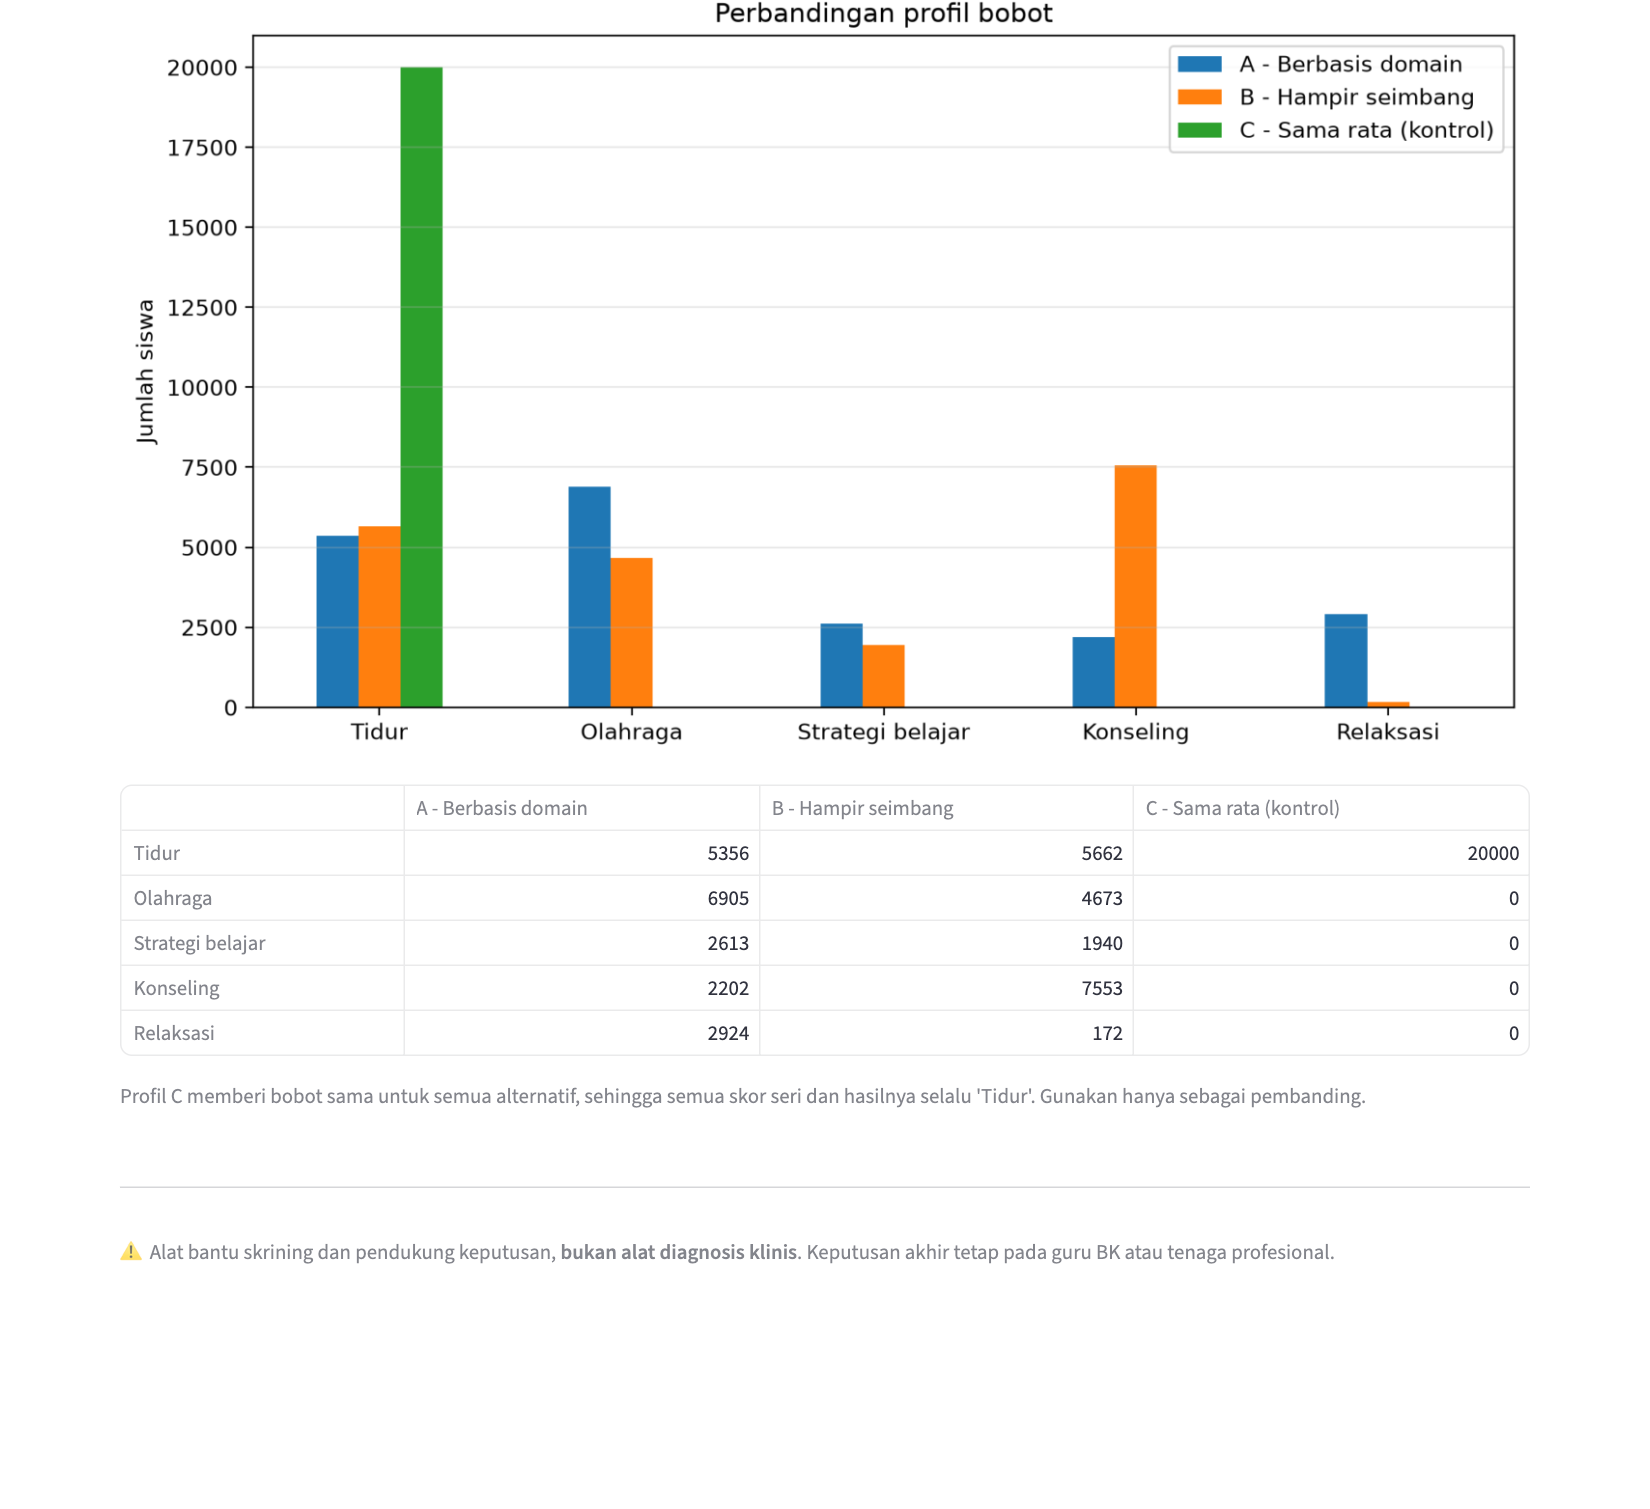 Perbandingan profil bobot
20000
17500
15000
12500
10000
7500
5000
2500
0
Jumlah siswa
A - Berbasis domain
B - Hampir seimbang
C - Sama rata (kontrol)
Tidur Olahraga Strategi belajar Konseling Relaksasi
A - Berbasis domain B - Hampir seimbang C - Sama rata (kontrol)
Tidur 5356 5662 20000
Olahraga 6905 4673 0
Strategi belajar 2613 1940 0
Konseling 2202 7553 0
Relaksasi 2924 172 0
Profil C memberi bobot sama untuk semua alternatif, sehingga semua skor seri dan hasilnya selalu 'Tidur'. Gunakan hanya sebagai pembanding.
⚠️ Alat bantu skrining dan pendukung keputusan, bukan alat diagnosis klinis. Keputusan akhir tetap pada guru BK atau tenaga profesional.